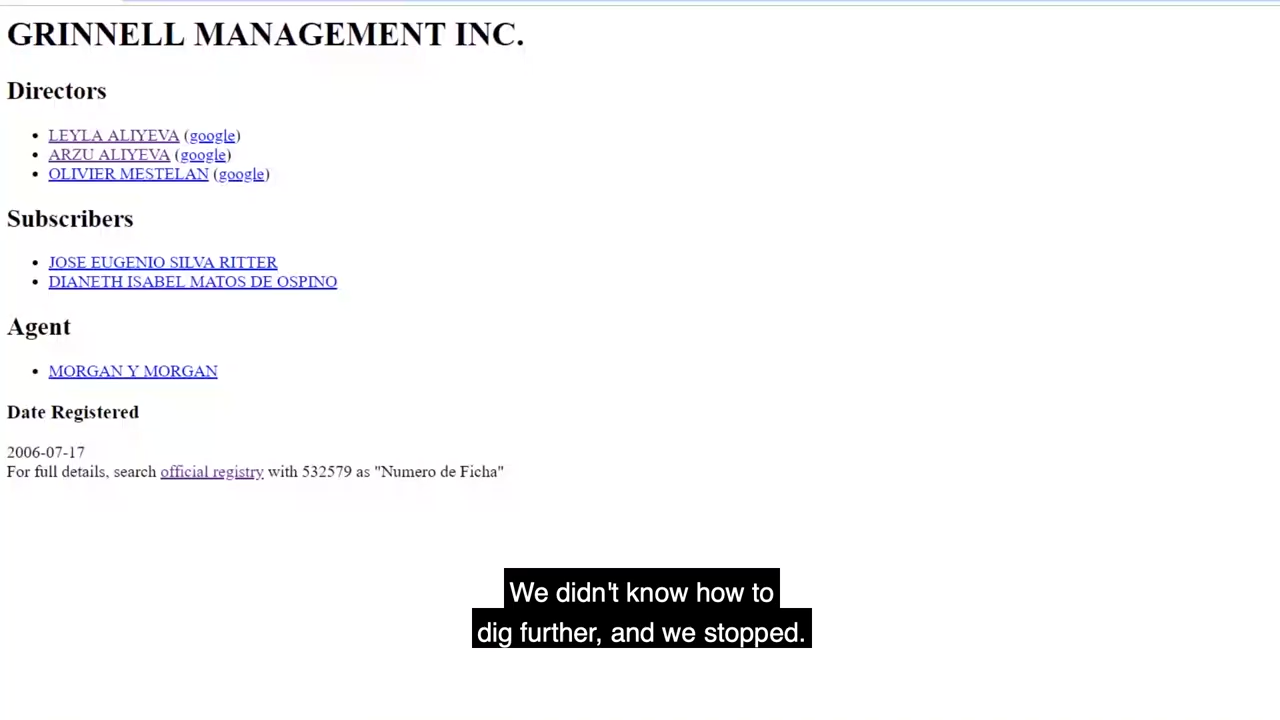 GRINNELL MANAGEMENT INC.
Directors
LEYLA ALIYEVA (google)
ARZU ALIYEVA (google)
OLIVIER MESTELAN (google)
Subscribers
JOSE EUGENIO SILVA RITTER
DIANETH ISABEL MATOS DE OSPINO
Agent
MORGAN Y MORGAN
Date Registered
2006-07-17
For full details, search official registry with 532579 as "Numero de Ficha"
We didn't know how to
dig further, and we stopped.